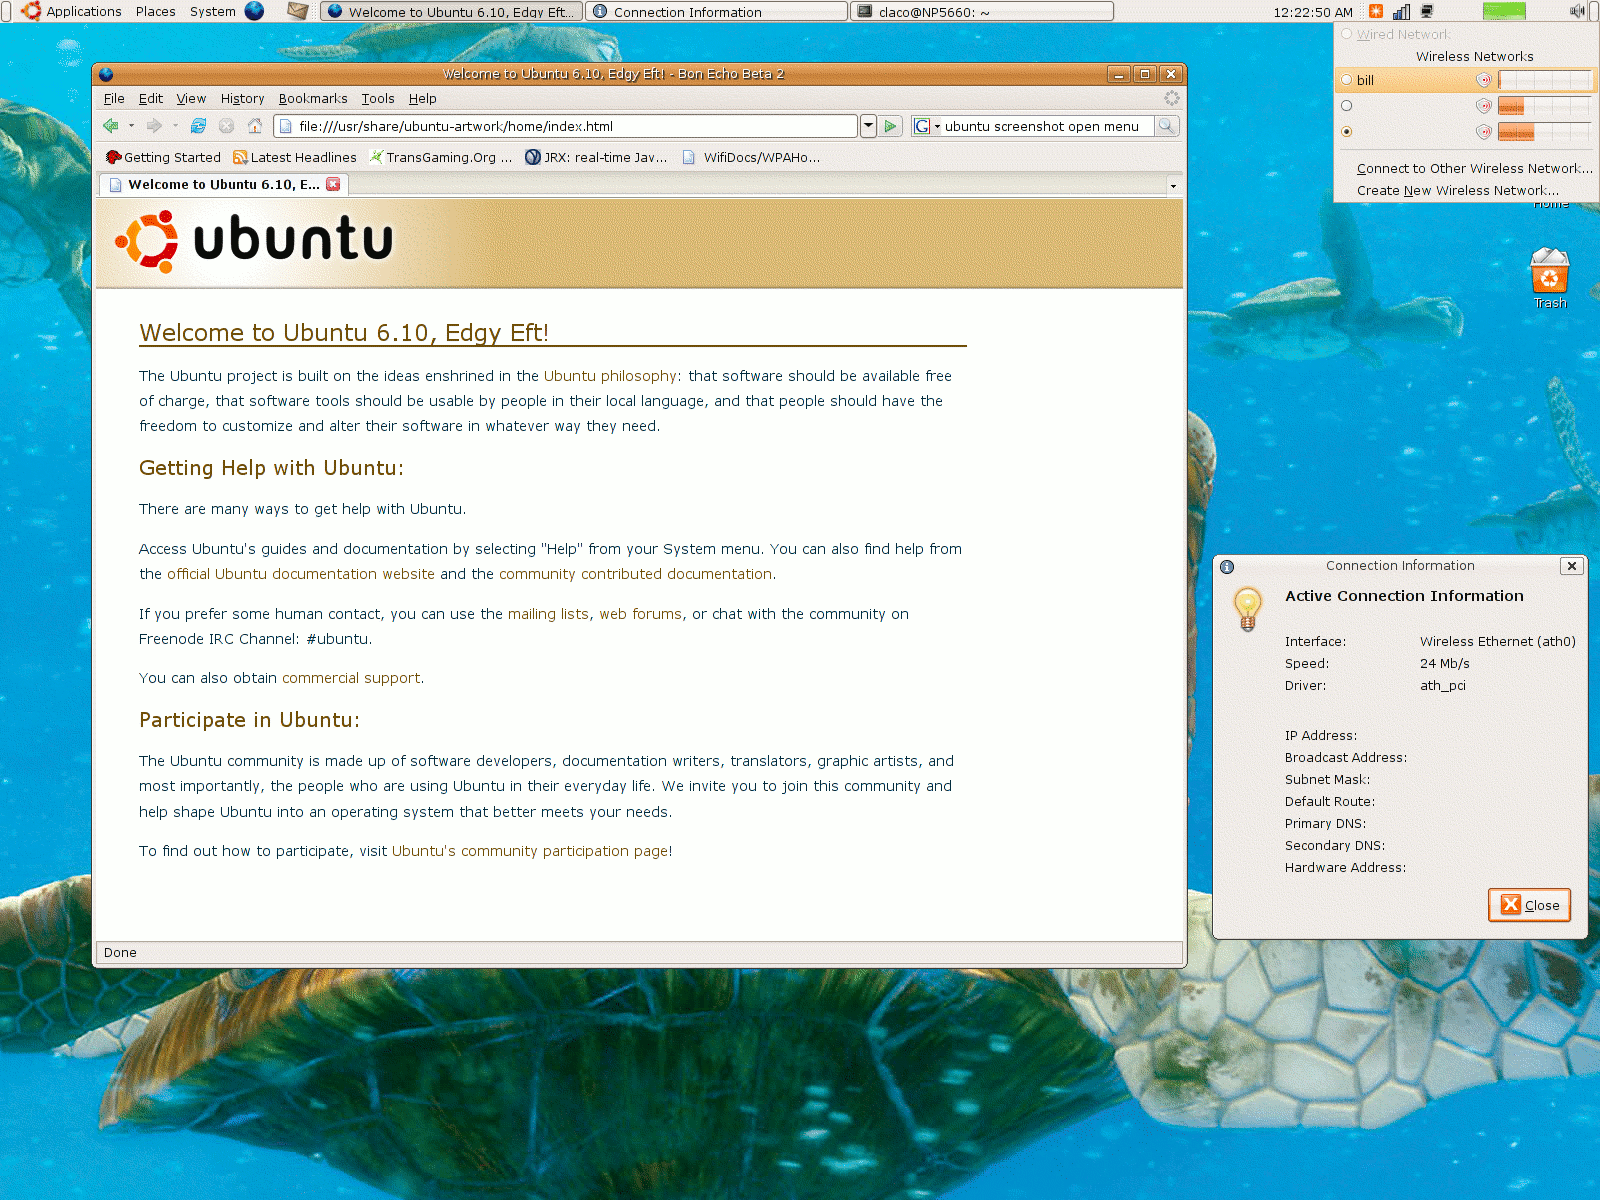 Applications Places System
Welcome to Ubuntu 6.10, Edgy Eft...
Connection Information
claco@NP5660: ~
12:22:50 AM
Wired Network
Wireless Networks
bill
Connect to Other Wireless Network...
Create New Wireless Network...
Home
Trash
Welcome to Ubuntu 6.10, Edgy Eft! - Bon Echo Beta 2
File Edit View History Bookmarks Tools Help
file:///usr/share/ubuntu-artwork/home/index.html
G
ubuntu screenshot open menu
Getting Started Latest Headlines TransGaming.Org ... JRX: real-time Jav... WifiDocs/WPAHo...
Welcome to Ubuntu 6.10, E...
ubuntu
Welcome to Ubuntu 6.10, Edgy Eft!
The Ubuntu project is built on the ideas enshrined in the Ubuntu philosophy: that software should be available free
of charge, that software tools should be usable by people in their local language, and that people should have the
freedom to customize and alter their software in whatever way they need.
Getting Help with Ubuntu:
There are many ways to get help with Ubuntu.
Access Ubuntu's guides and documentation by selecting "Help" from your System menu. You can also find help from
the official Ubuntu documentation website and the community contributed documentation.
If you prefer some human contact, you can use the mailing lists, web forums, or chat with the community on
Freenode IRC Channel: #ubuntu.
You can also obtain commercial support.
Participate in Ubuntu:
The Ubuntu community is made up of software developers, documentation writers, translators, graphic artists, and
most importantly, the people who are using Ubuntu in their everyday life. We invite you to join this community and
help shape Ubuntu into an operating system that better meets your needs.
To find out how to participate, visit Ubuntu's community participation page!
Done
Connection Information
Active Connection Information
Interface: Wireless Ethernet (ath0)
Speed: 24 Mb/s
Driver: ath_pci
IP Address:
Broadcast Address:
Subnet Mask:
Default Route:
Primary DNS:
Secondary DNS:
Hardware Address:
Close